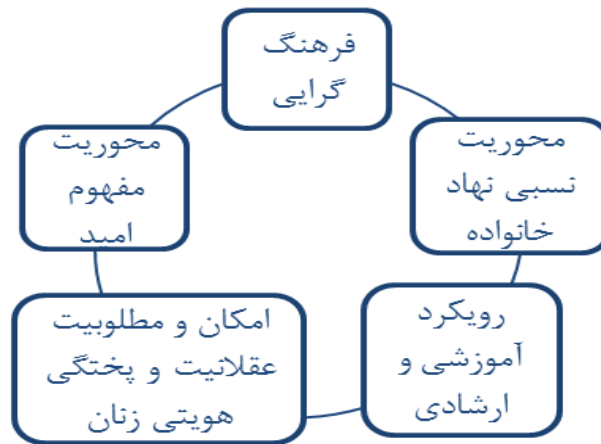 فرهنگ
گرایی
محوریت
نسبی نهاد
خانواده
رویکرد
آموزشی و
ارشادی
امکان و مطلوبیت
عقلانیت و پختگی
هویتی زنان
محوریت
مفهوم
امید